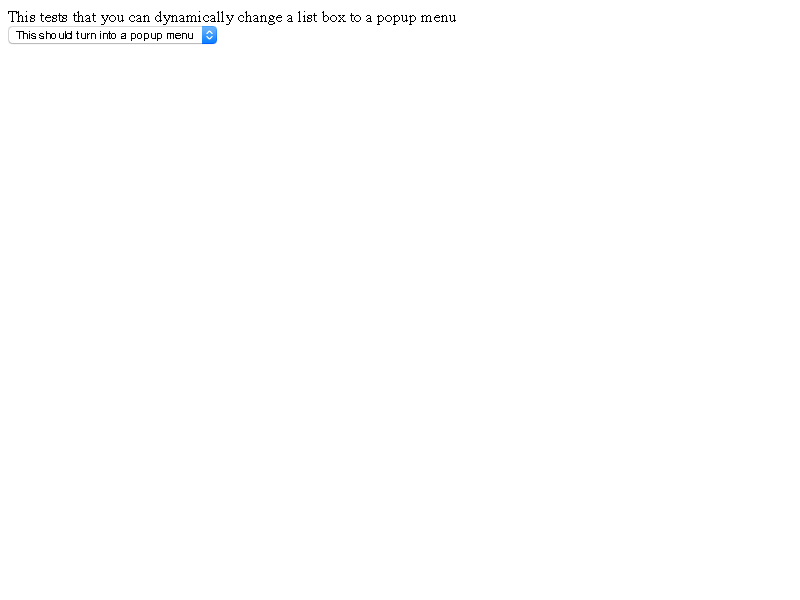 This tests that you can dynamically change a list box to a popup menu
This should turn into a popup menu